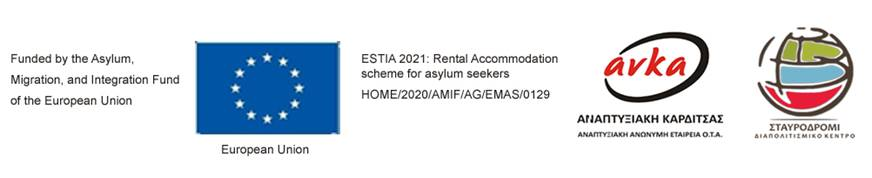 Funded by the Asylum,
Migration, and Integration Fund
of the European Union
European Union
ESTIA 2021: Rental Accommodation
scheme for asylum seekers
HOME/2020/AMIF/AG/EMAS/0129
avka
ΑΝΑΠΤΥΞΙΑΚΗ ΚΑΡΔΙΤΣΑΣ
ΑΝΑΠΤΥΞΙΑΚΗ ΑΝΩΝΥΜΗ ΕΤΑΙΡΕΙΑ Ο.Τ.Α.
ΣΤΑΥΡΟΔΡΟΜΙ
ΔΙΑΠΟΛΙΤΙΣΜΙΚΟ ΚΕΝΤΡΟ